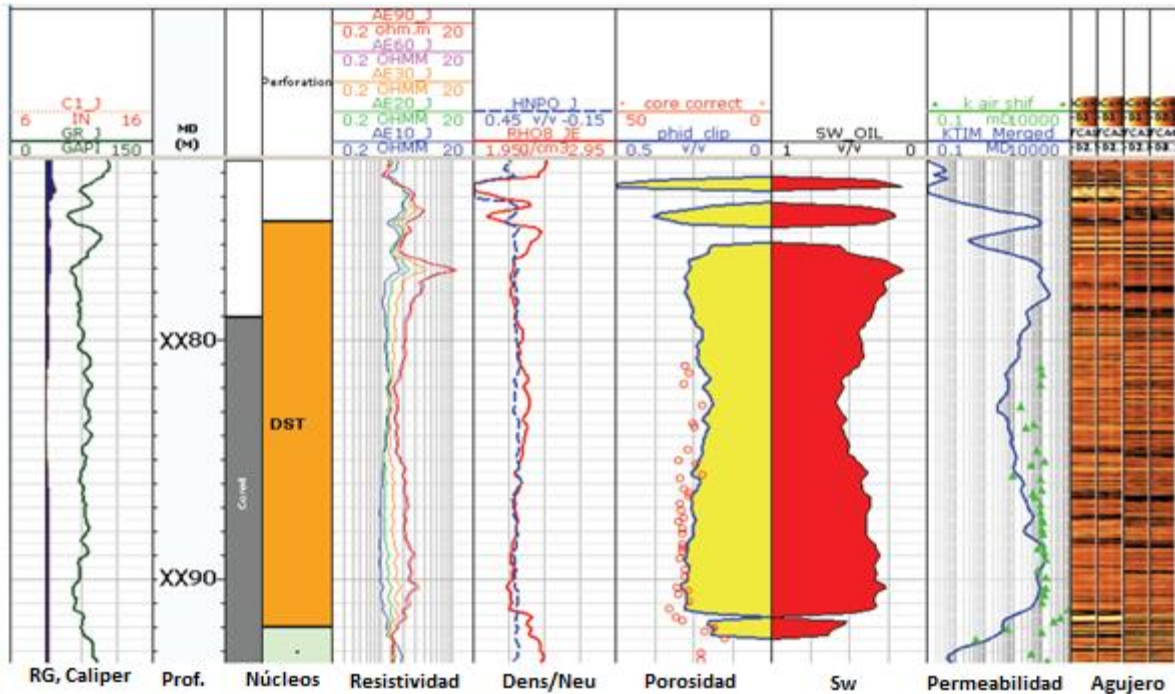 AE90_J
0.2 ohm.m 20
AE60_J
0.2 OHMM 20
AE30_J
0.2 OHMM 20
AE20_J
0.2 OHMM 20
AE10_J
0.2 OHMM 20
C1_J
6 IN 16
GR_J
0 GAPI 150
MD
(M)
Perforation
HNPO_J
0.45 v/v -0.15
RHO8_JE
1.95 g/cm3 2.95
core correct
50 0
phid_clip
0.5 v/v 0
SW_OIL
1 v/v 0
k air shif
0.1 mD 10000
KTIM_Merged
0.1 MD 10000
XX80
DST
XX90
RG, Caliper
Prof.
Núcleos
Resistividad
Dens/Neu
Porosidad
Sw
Permeabilidad
Agujero